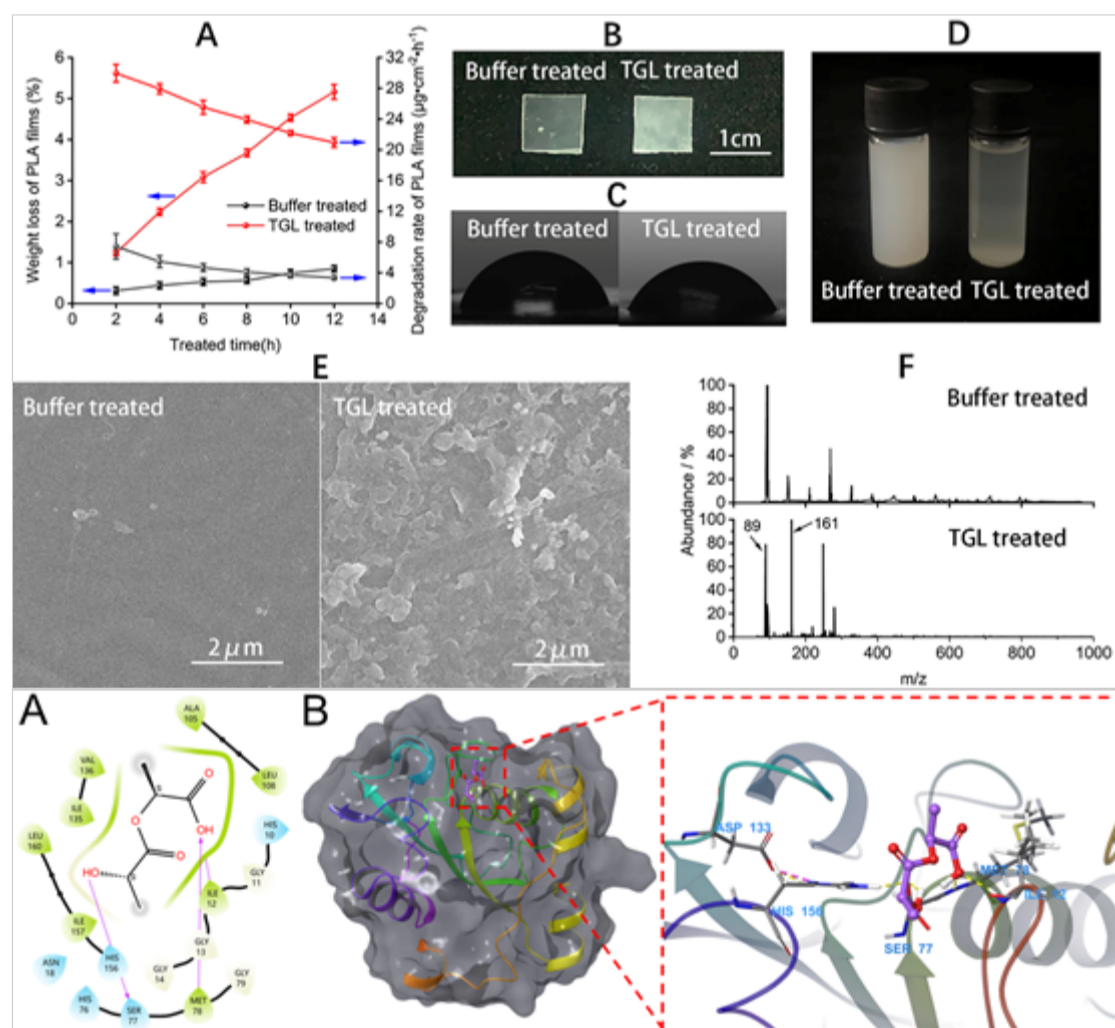 A
Weight loss of PLA films (%)
6
5
4
3
2
1
0
0 2 4 6 8 10 12 14
Treated time(h)
32
28
24
20
16
12
8
4
0
Degradation rate of PLA films (μg•cm⁻²•h⁻¹)
Buffer treated
TGL treated
B
Buffer treated TGL treated
1cm
C
Buffer treated TGL treated
D
Buffer treated TGL treated
E
Buffer treated
2μm
TGL treated
2μm
F
Abundance / %
100
80
60
40
20
0
Buffer treated
100
80
60
40
20
0
89
161
TGL treated
0 200 400 600 800 1000
m/z
A
ALA
105
VAL
136
LEU
108
ILE
135
O
OH
S
O
LEU
160
HIS
10
GLY
11
O
HO
S
ILE
12
ILE
157
GLY
13
HIS
156
ASN
18
GLY
14
GLY
79
HIS
76
SER
77
MET
78
B
ASP 133
HIS 156
SER 77